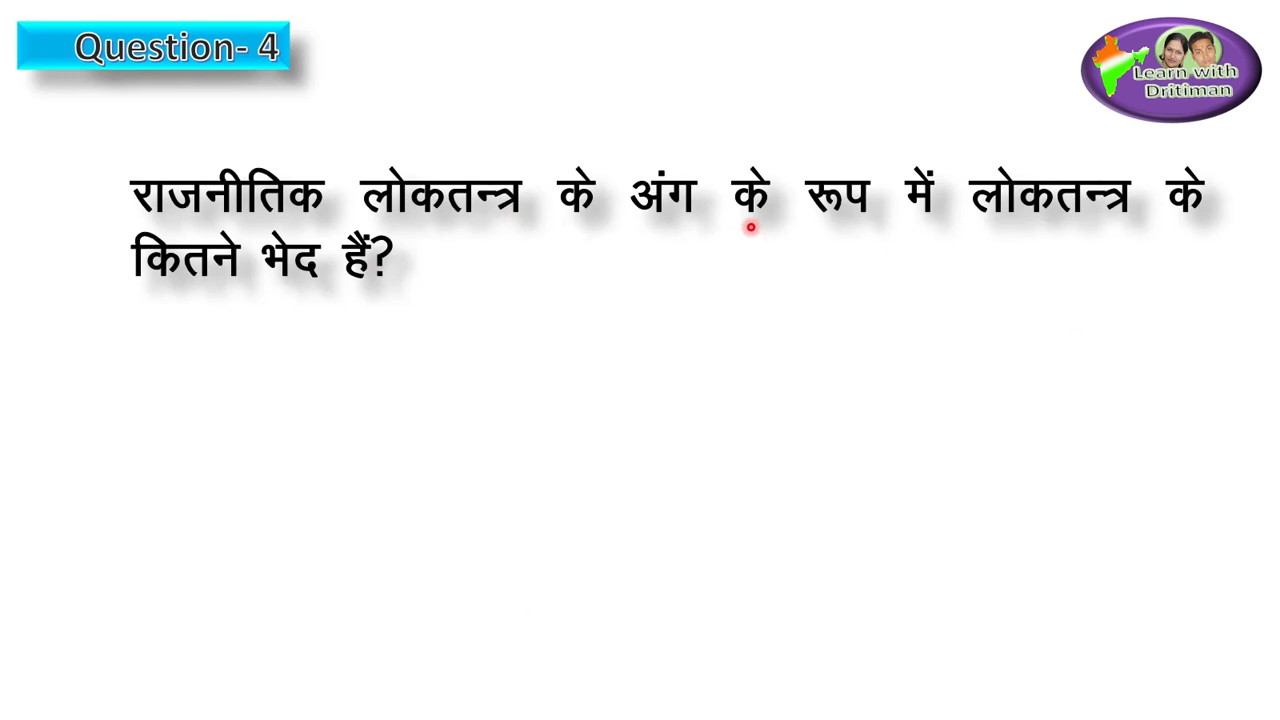 Question- 4
Learn with
Dritiman
राजनीतिक लोकतन्त्र के अंग के रूप में लोकतन्त्र के
कितने भेद हैं?